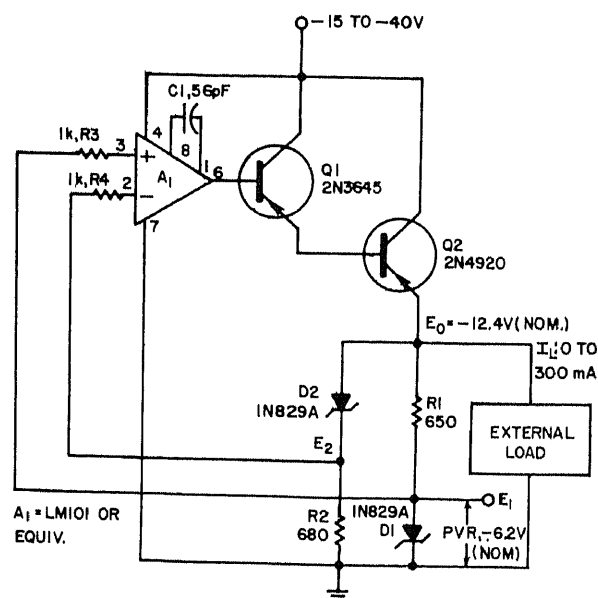 -15 TO -40V
C1,56pF
1k,R3
3
4
8
1
6
+
A1
1k,R4
2
-
7
Q1
2N3645
Q2
2N4920
E0=-12.4V(NOM.)
IL:0 TO
300 mA
D2
1N829A
R1
650
EXTERNAL
LOAD
E2
E1
A1 = LM101 OR
EQUIV.
R2
680
1N829A
D1
PVR,-6.2V
(NOM)